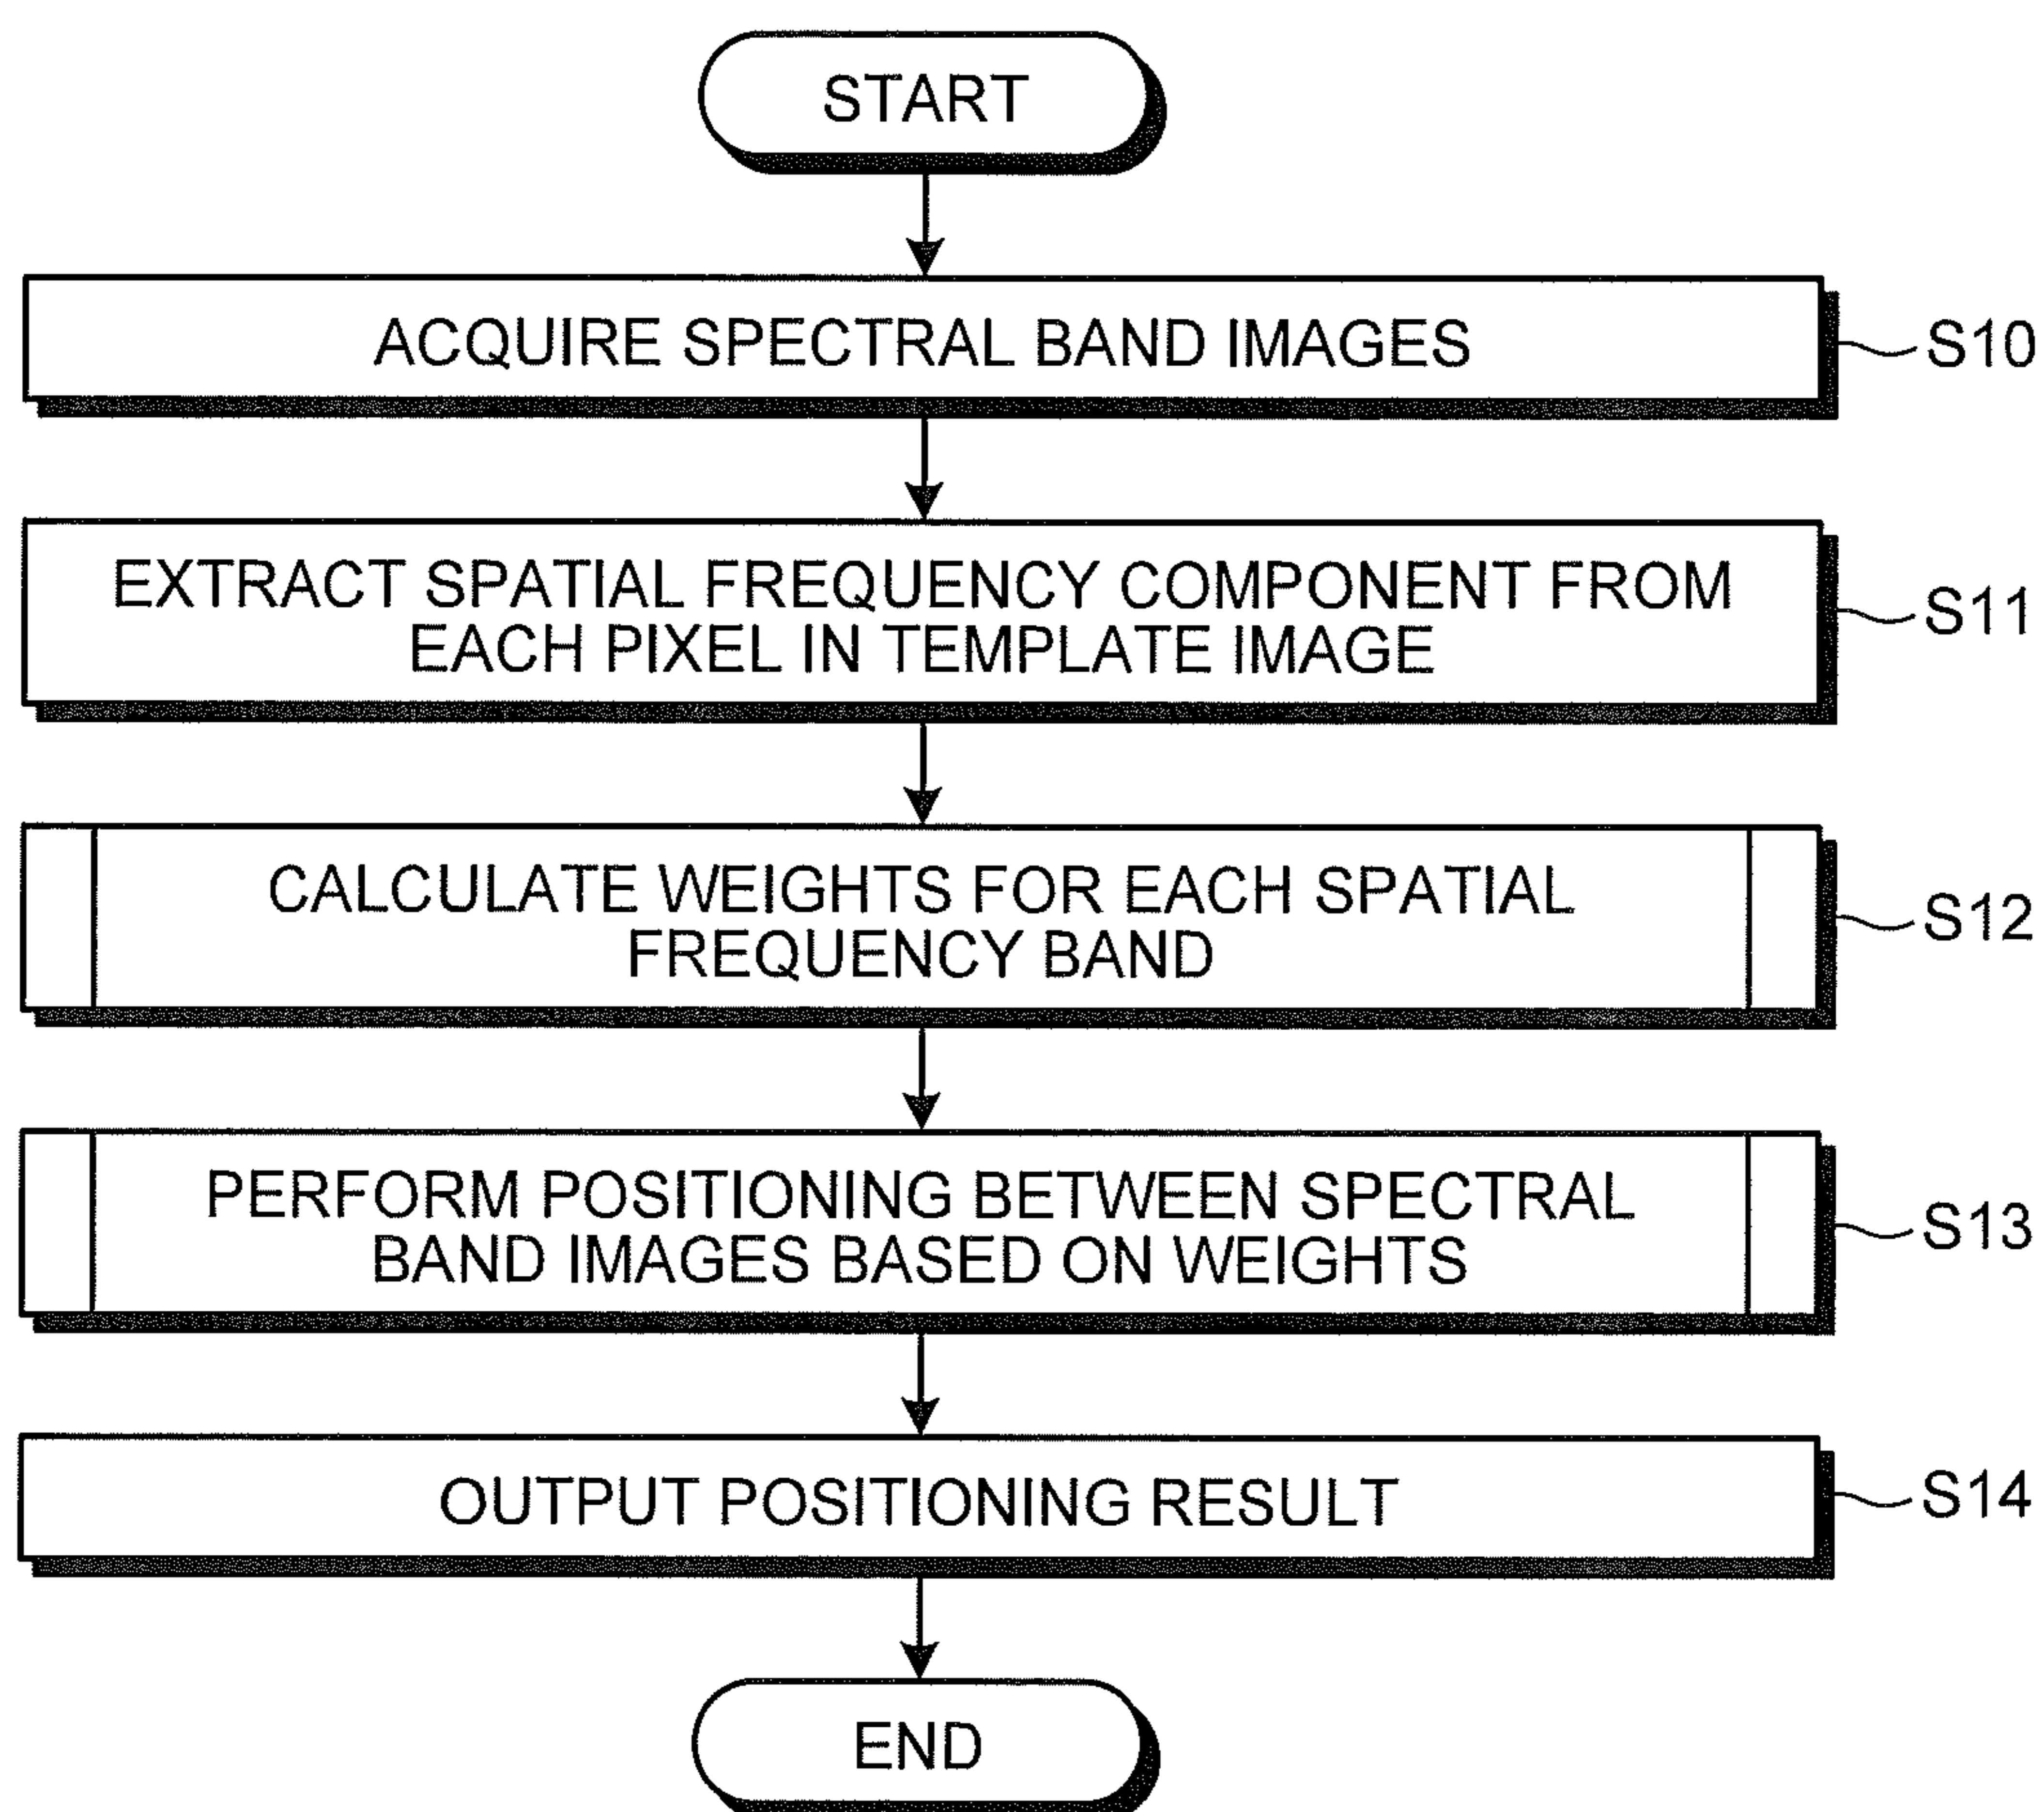 START
ACQUIRE SPECTRAL BAND IMAGES
S10
EXTRACT SPATIAL FREQUENCY COMPONENT FROM
EACH PIXEL IN TEMPLATE IMAGE
S11
CALCULATE WEIGHTS FOR EACH SPATIAL
FREQUENCY BAND
S12
PERFORM POSITIONING BETWEEN SPECTRAL
BAND IMAGES BASED ON WEIGHTS
S13
OUTPUT POSITIONING RESULT
S14
END